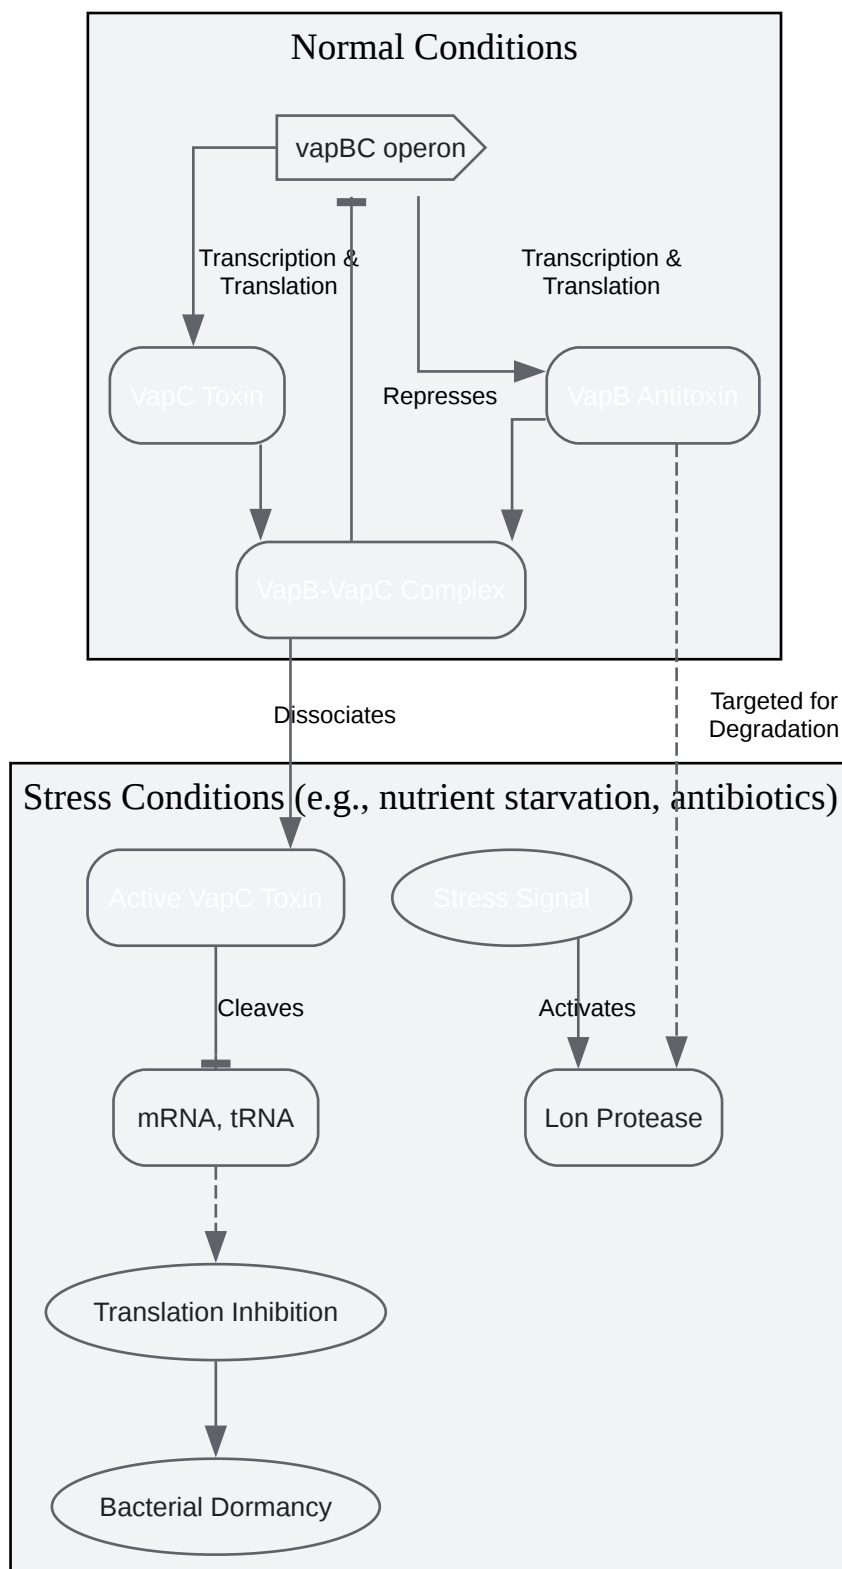 Normal Conditions
vapBC operon
Transcription &
Translation
Transcription &
Translation
VapC Toxin
Represses
VapB Antitoxin
VapB-VapC Complex
Dissociates
Targeted for
Degradation
Stress Conditions (e.g., nutrient starvation, antibiotics)
Active VapC Toxin
Stress Signal
Cleaves
Activates
mRNA, tRNA
Lon Protease
Translation Inhibition
Bacterial Dormancy